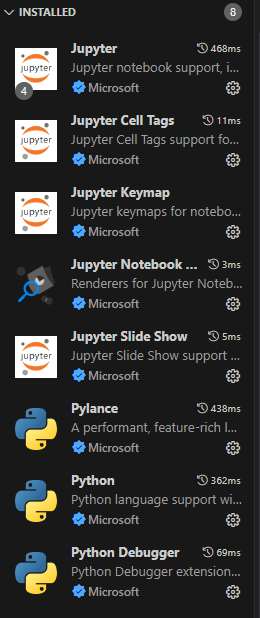 INSTALLED 8
Jupyter 468ms
Jupyter notebook support, i...
4 Microsoft
jupyter
Jupyter Cell Tags 11ms
Jupyter Cell Tags support fo...
Microsoft
jupyter
Jupyter Keymap
Jupyter keymaps for notebo...
Microsoft
jupyter
Jupyter Notebook ... 3ms
Renderers for Jupyter Noteb...
Microsoft
Jupyter Slide Show 5ms
Jupyter Slide Show support ...
Microsoft
jupyter
Pylance 438ms
A performant, feature-rich l...
Microsoft
Python 362ms
Python language support wi...
Microsoft
Python Debugger 69ms
Python Debugger extension...
Microsoft